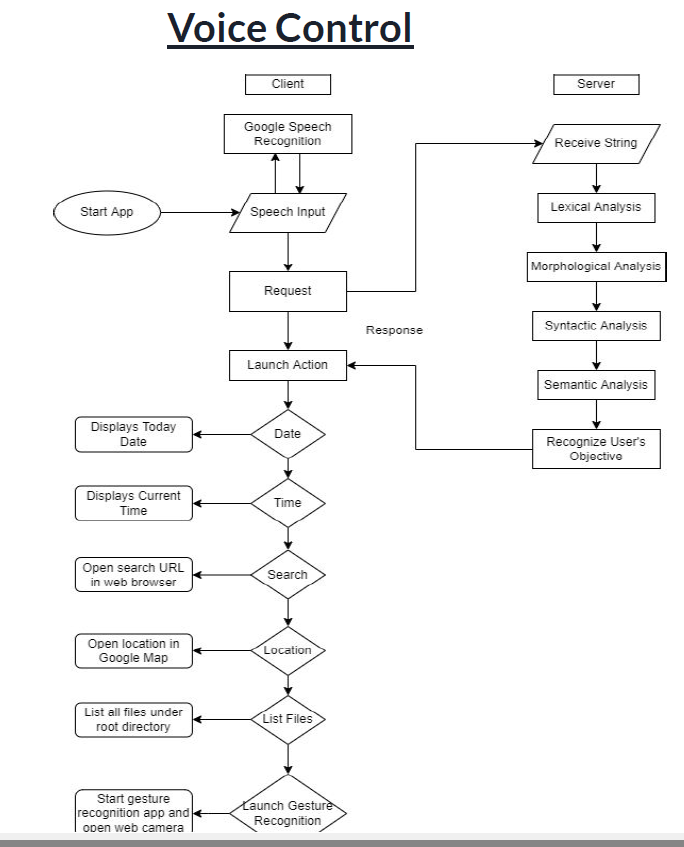 Voice Control
Client
Server
Google Speech
Recognition
Receive String
Start App
Speech Input
Lexical Analysis
Morphological Analysis
Request
Response
Syntactic Analysis
Launch Action
Semantic Analysis
Recognize User's
Objective
Displays Today
Date
Date
Displays Current
Time
Time
Open search URL
in web browser
Search
Open location in
Google Map
Location
List all files under
root directory
List Files
Start gesture
recognition app and
open web camera
Launch Gesture
Recognition